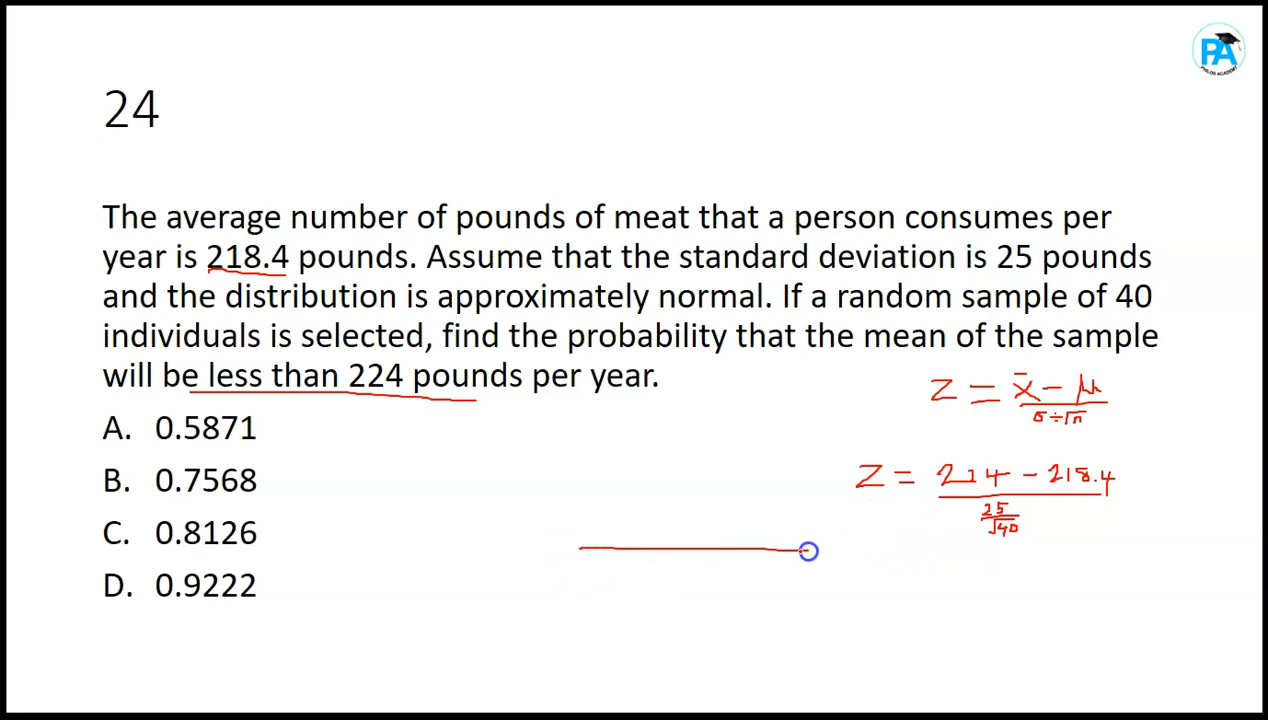 PA
PHILOS ACADEMY
24
The average number of pounds of meat that a person consumes per
year is 218.4 pounds. Assume that the standard deviation is 25 pounds
and the distribution is approximately normal. If a random sample of 40
individuals is selected, find the probability that the mean of the sample
will be less than 224 pounds per year.
Z = x̄ - μ
σ ÷ √n
A. 0.5871
Z = 224 - 218.4
B. 0.7568
25
√40
C. 0.8126
D. 0.9222